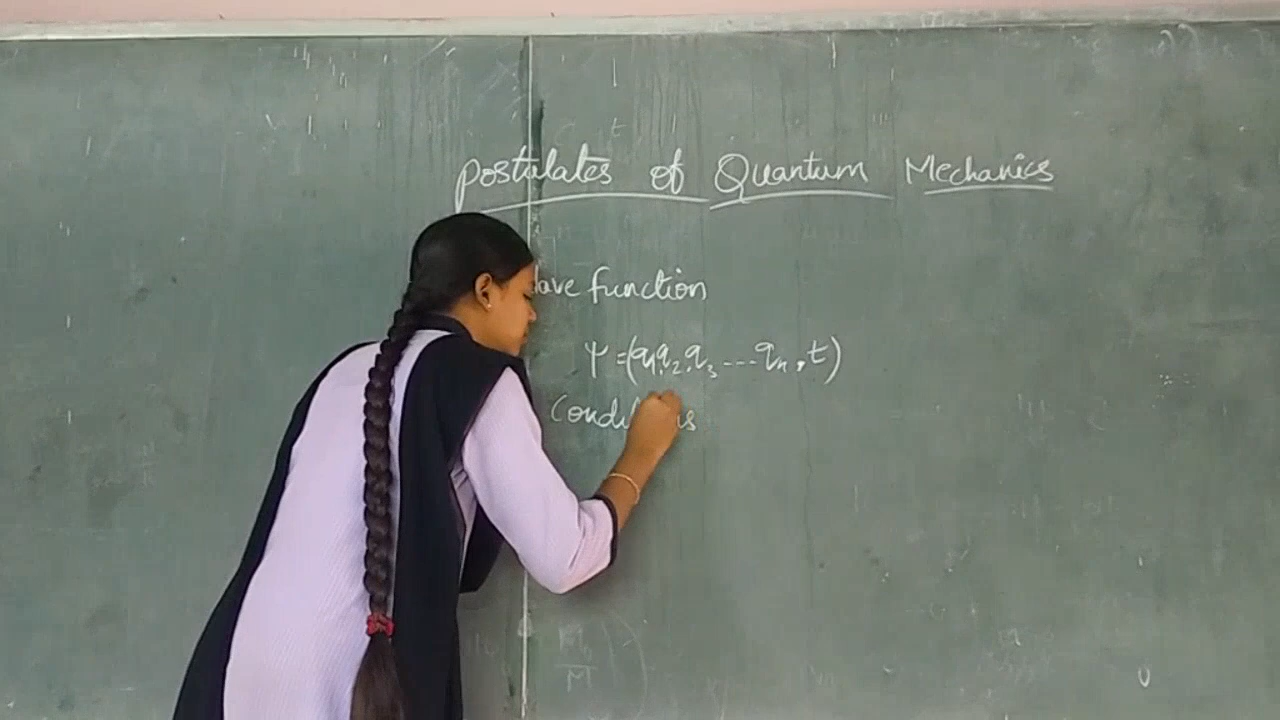 Postulates of Quantum Mechanics
ave function
Ψ=(q₁,q₂,q₃---qₙ,t)